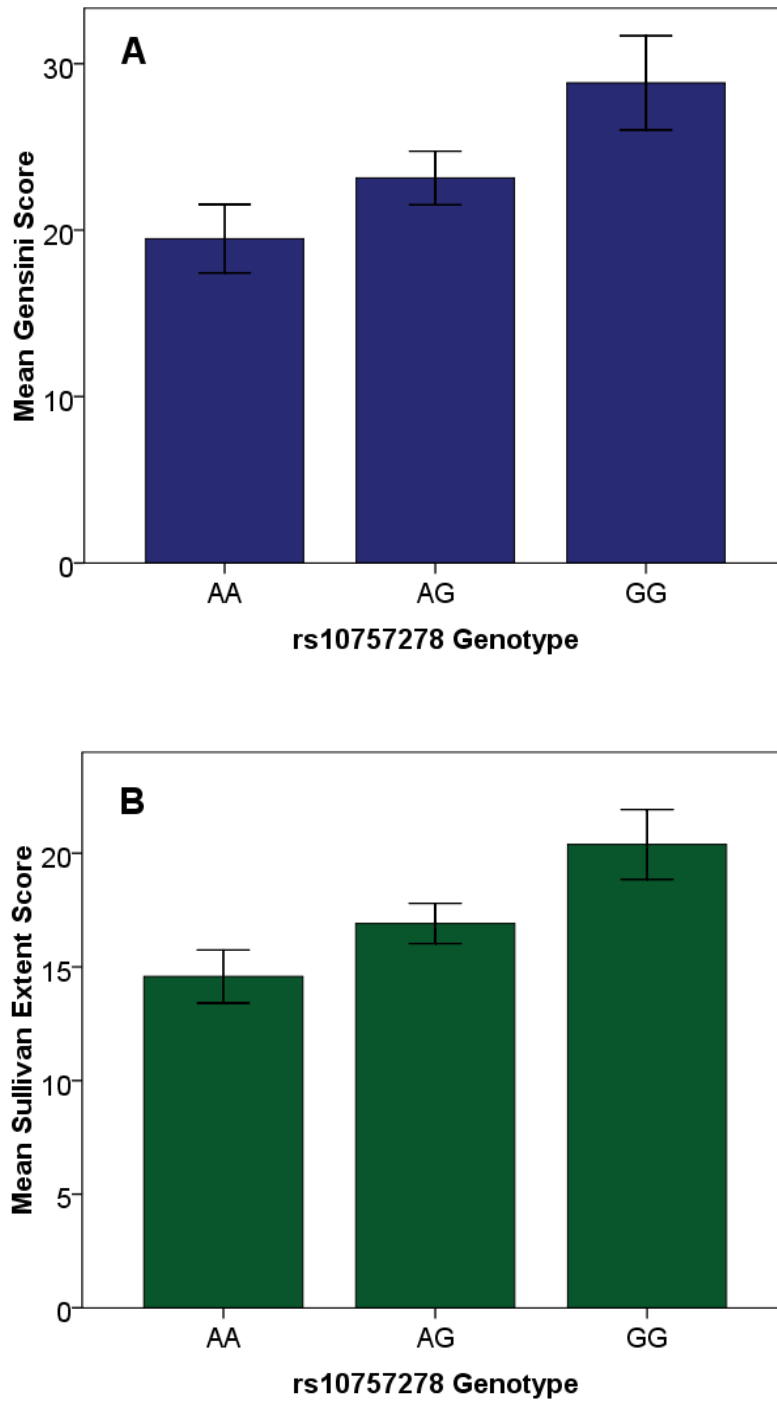 A
Mean Gensini Score
30
20
10
0
AA AG GG
rs10757278 Genotype
B
Mean Sullivan Extent Score
20
15
10
5
0
AA AG GG
rs10757278 Genotype